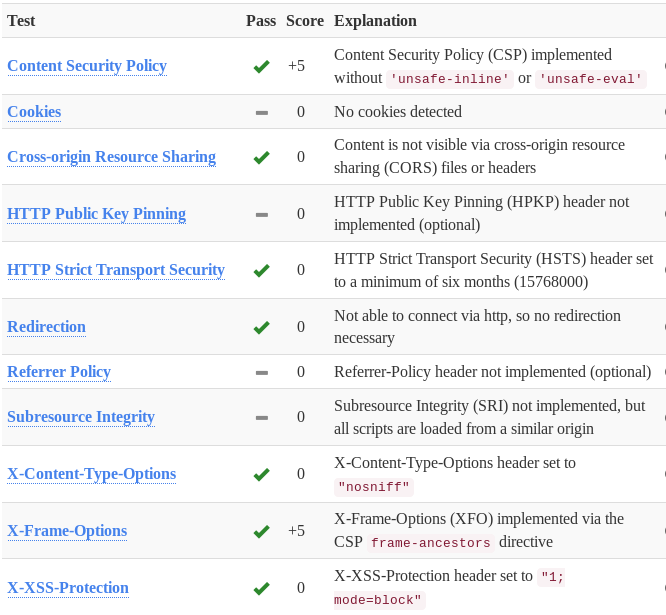 Test Pass Score Explanation
Content Security Policy +5 Content Security Policy (CSP) implemented
without 'unsafe-inline' or 'unsafe-eval'
Cookies 0 No cookies detected
Cross-origin Resource Sharing 0 Content is not visible via cross-origin resource
sharing (CORS) files or headers
HTTP Public Key Pinning 0 HTTP Public Key Pinning (HPKP) header not
implemented (optional)
HTTP Strict Transport Security 0 HTTP Strict Transport Security (HSTS) header set
to a minimum of six months (15768000)
Redirection 0 Not able to connect via http, so no redirection
necessary
Referrer Policy 0 Referrer-Policy header not implemented (optional)
Subresource Integrity 0 Subresource Integrity (SRI) not implemented, but
all scripts are loaded from a similar origin
X-Content-Type-Options 0 X-Content-Type-Options header set to
"nosniff"
X-Frame-Options +5 X-Frame-Options (XFO) implemented via the
CSP frame-ancestors directive
X-XSS-Protection 0 X-XSS-Protection header set to "1;
mode=block"